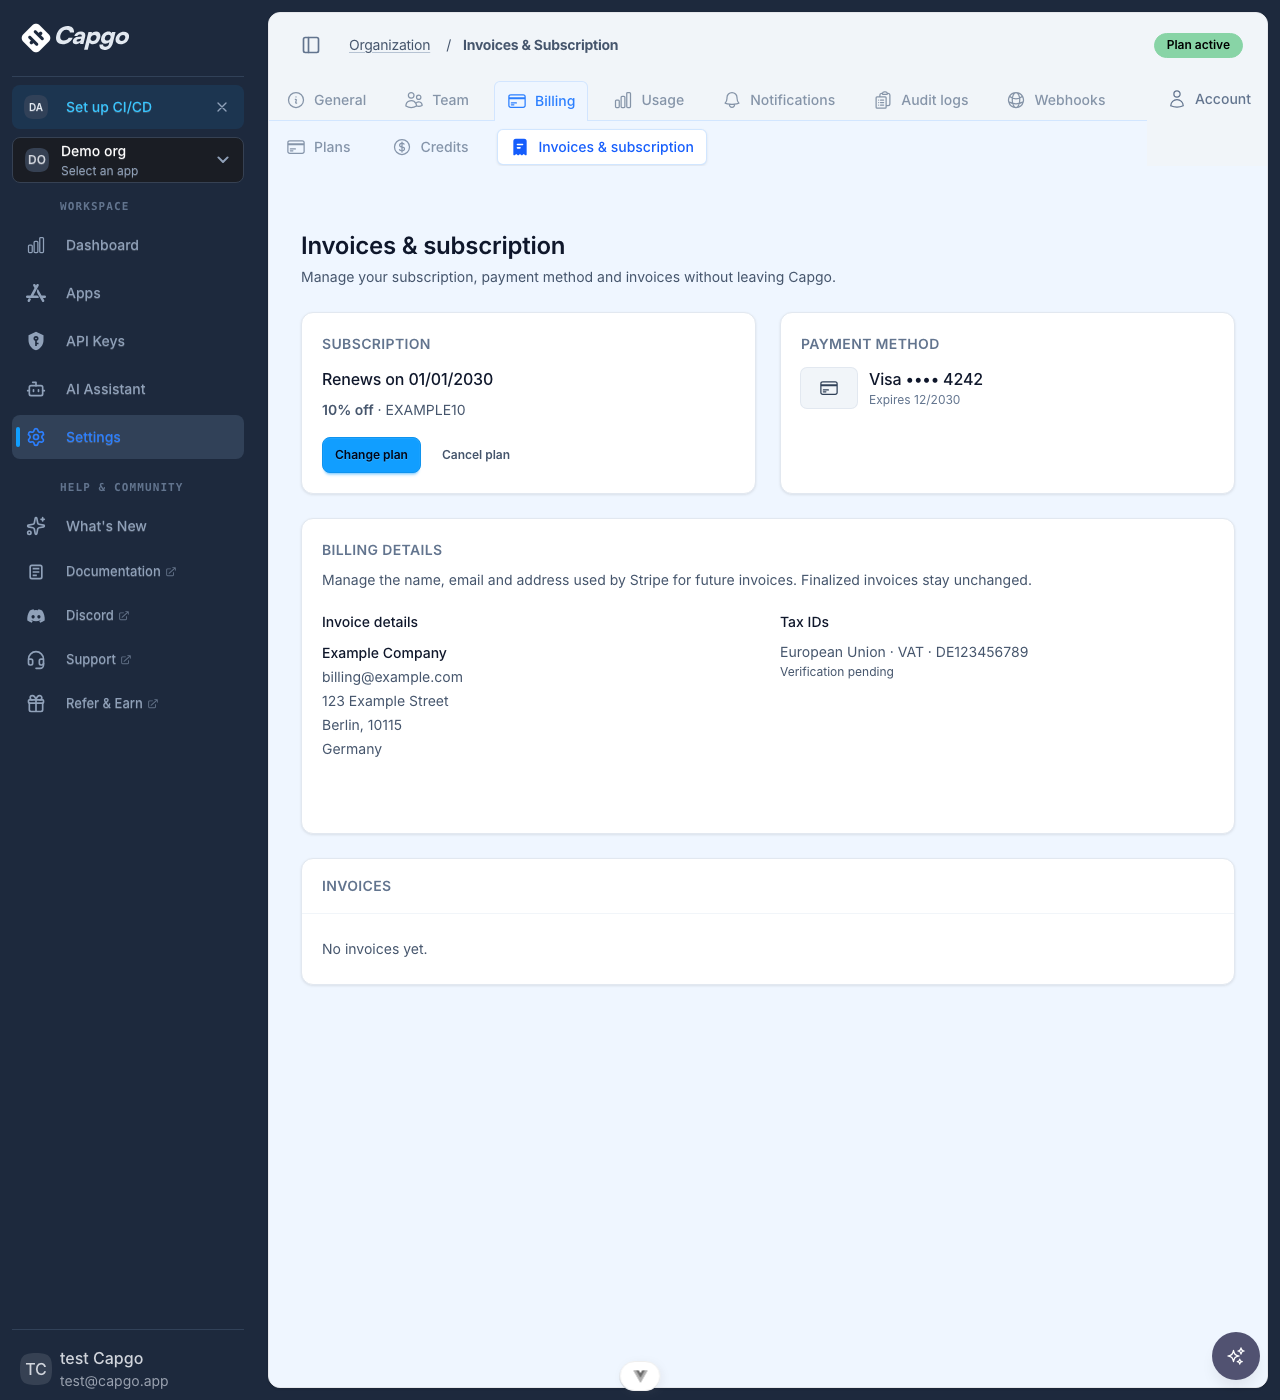 Capgo
DA
Set up CI/CD
DO
Demo org
Select an app
WORKSPACE
Dashboard
Apps
API Keys
AI Assistant
Settings
HELP & COMMUNITY
What's New
Documentation
Discord
Support
Refer & Earn
TC
test Capgo
test@capgo.app
Organization / Invoices & Subscription
Plan active
General
Team
Billing
Usage
Notifications
Audit logs
Webhooks
Account
Plans
Credits
Invoices & subscription
Invoices & subscription
Manage your subscription, payment method and invoices without leaving Capgo.
SUBSCRIPTION
Renews on 01/01/2030
10% off · EXAMPLE10
Change plan
Cancel plan
PAYMENT METHOD
Visa •••• 4242
Expires 12/2030
BILLING DETAILS
Manage the name, email and address used by Stripe for future invoices. Finalized invoices stay unchanged.
Invoice details
Example Company
billing@example.com
123 Example Street
Berlin, 10115
Germany
Tax IDs
European Union · VAT · DE123456789
Verification pending
INVOICES
No invoices yet.